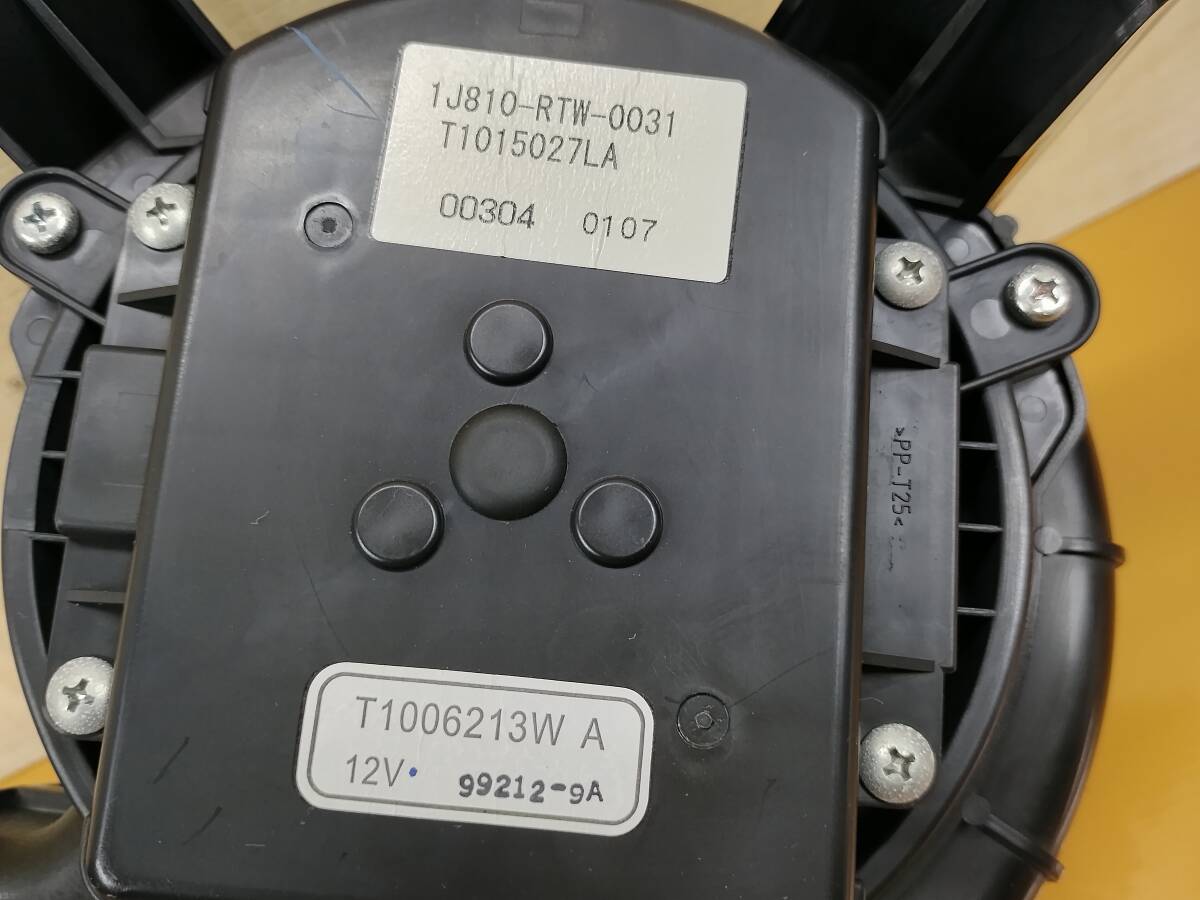 1J810-RTW-0031
T1015027LA
00304 0107
>PP-T25<
T1006213W A
12V 99212-9A